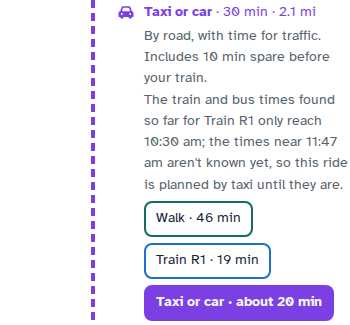 Taxi or car · 30 min · 2.1 mi
By road, with time for traffic.
Includes 10 min spare before
your train.
The train and bus times found
so far for Train R1 only reach
10:30 am; the times near 11:47
am aren't known yet, so this ride
is planned by taxi until they are.
Walk · 46 min
Train R1 · 19 min
Taxi or car · about 20 min